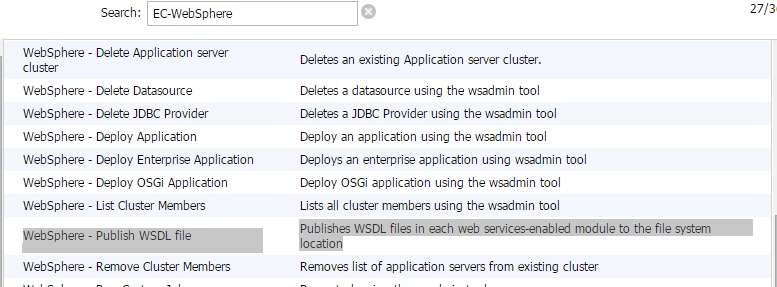 Search: EC-WebSphere 27/3
WebSphere - Delete Application server
cluster
Deletes an existing Application server cluster.
WebSphere - Delete Datasource Deletes a datasource using the wsadmin tool
WebSphere - Delete JDBC Provider Deletes a JDBC Provider using the wsadmin tool
WebSphere - Deploy Application Deploy an application using the wsadmin tool
WebSphere - Deploy Enterprise Application Deploys an enterprise application using wsadmin tool
WebSphere - Deploy OSGi Application Deploy OSGi application using the wsadmin tool
WebSphere - List Cluster Members Lists all cluster members using the wsadmin tool
WebSphere - Publish WSDL file
Publishes WSDL files in each web services-enabled module to the file system
location
WebSphere - Remove Cluster Members Removes list of application servers from existing cluster